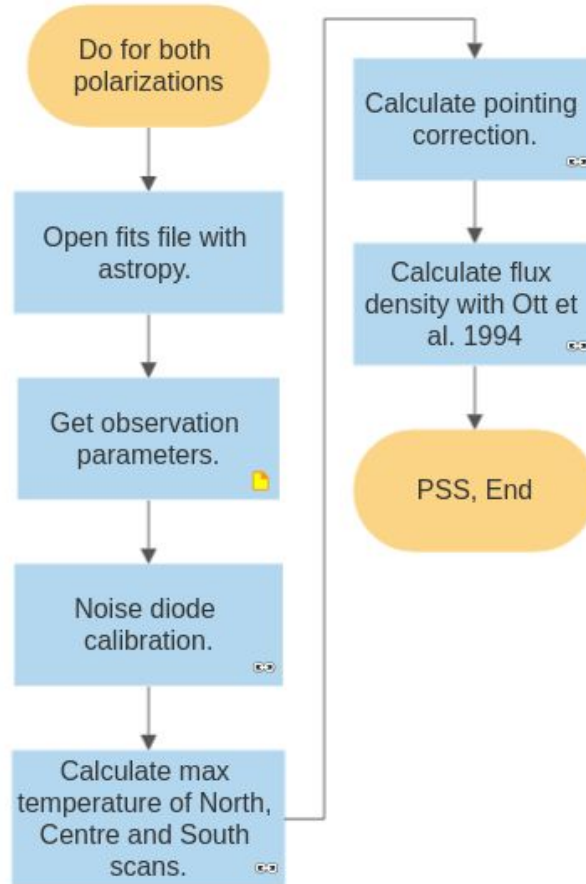 Do for both
polarizations
Open fits file with
astropy.
Get observation
parameters.
Noise diode
calibration.
Calculate max
temperature of North,
Centre and South
scans.
Calculate pointing
correction.
Calculate flux
density with Ott et
al. 1994
PSS, End